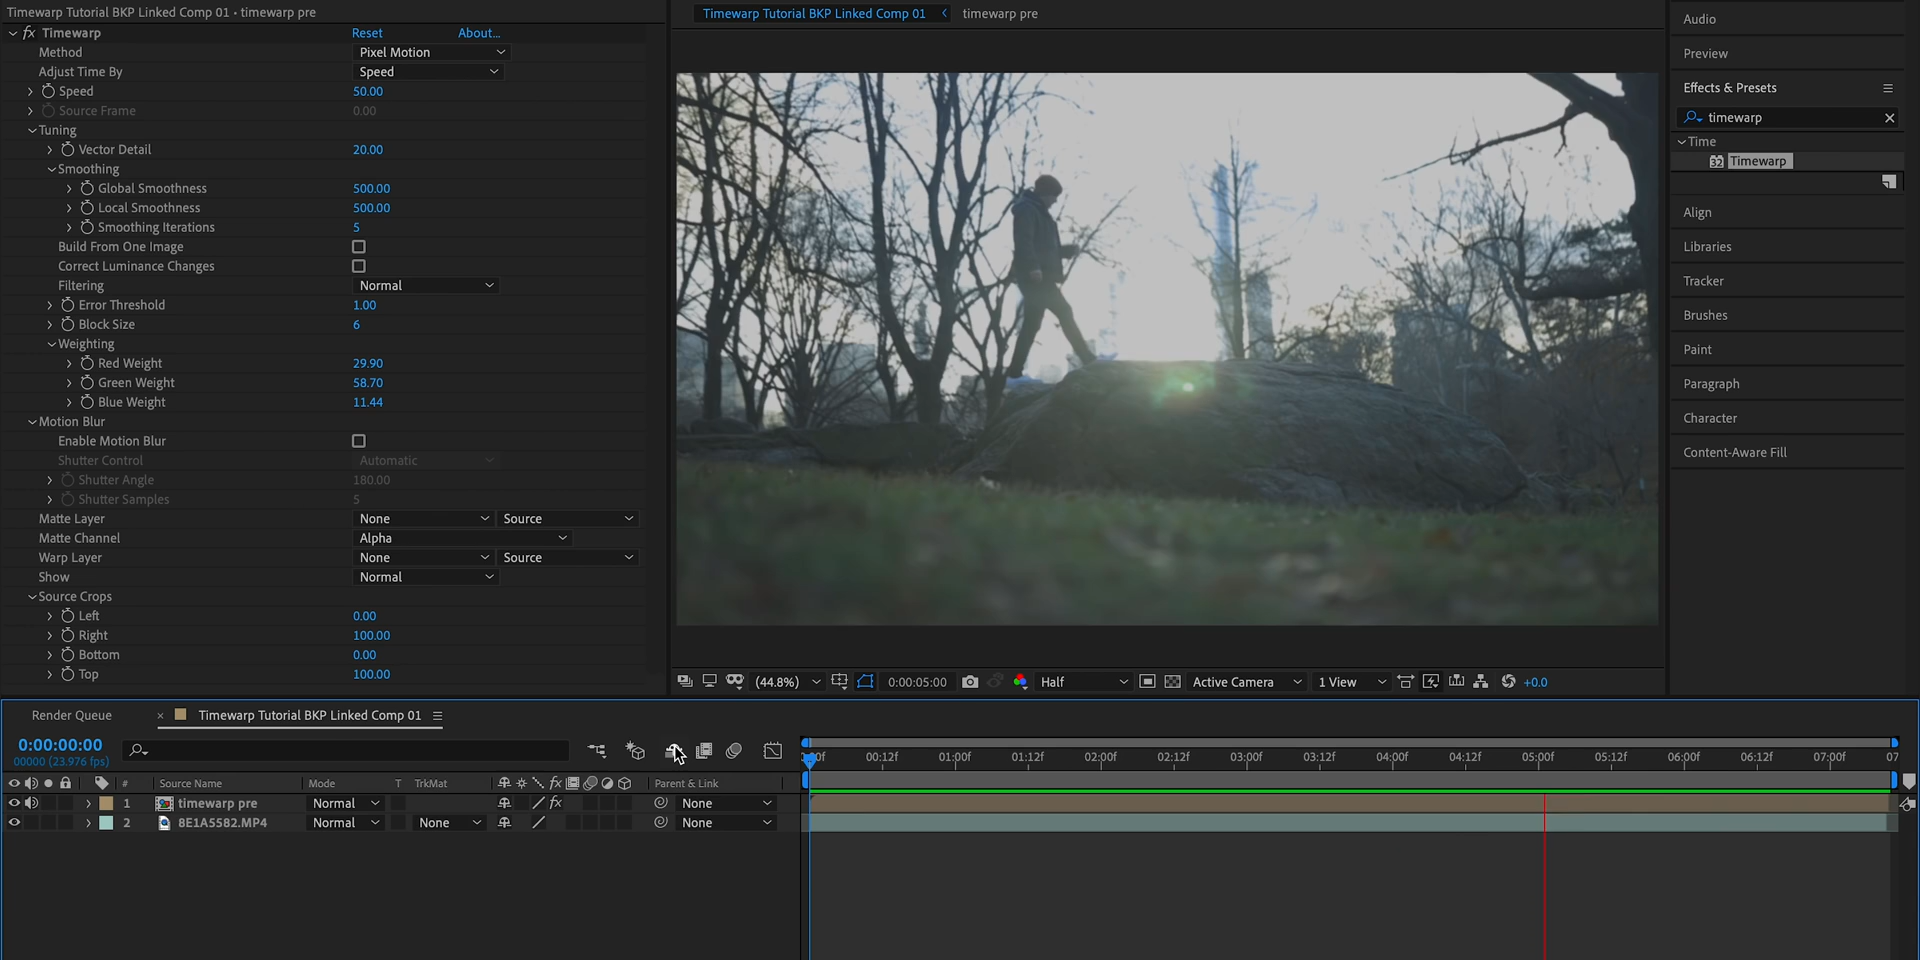 Timewarp Tutorial BKP Linked Comp 01 • timewarp pre
fx Timewarp Reset About...
Method Pixel Motion
Adjust Time By Speed
Speed 50.00
Source Frame 0.00
Tuning
Vector Detail 20.00
Smoothing
Global Smoothness 500.00
Local Smoothness 500.00
Smoothing Iterations 5
Build From One Image
Correct Luminance Changes
Filtering Normal
Error Threshold 1.00
Block Size 6
Weighting
Red Weight 29.90
Green Weight 58.70
Blue Weight 11.44
Motion Blur
Enable Motion Blur
Shutter Control Automatic
Shutter Angle 180.00
Shutter Samples 5
Matte Layer None Source
Matte Channel Alpha
Warp Layer None Source
Show Normal
Source Crops
Left 0.00
Right 100.00
Bottom 0.00
Top 100.00
Timewarp Tutorial BKP Linked Comp 01 timewarp pre
(44.8%) 0:00:05:00 Half Active Camera 1 View +0.0
Audio
Preview
Effects & Presets
timewarp
Time
32 Timewarp
Align
Libraries
Tracker
Brushes
Paint
Paragraph
Character
Content-Aware Fill
Render Queue × Timewarp Tutorial BKP Linked Comp 01
0:00:00:00
00000 (23.976 fps)
00:12f 01:00f 01:12f 02:00f 02:12f 03:00f 03:12f 04:00f 04:12f 05:00f 05:12f 06:00f 06:12f 07:00f 07
# Source Name Mode T TrkMat fx Parent & Link
1 timewarp pre Normal fx None
2 8E1A5582.MP4 Normal None None